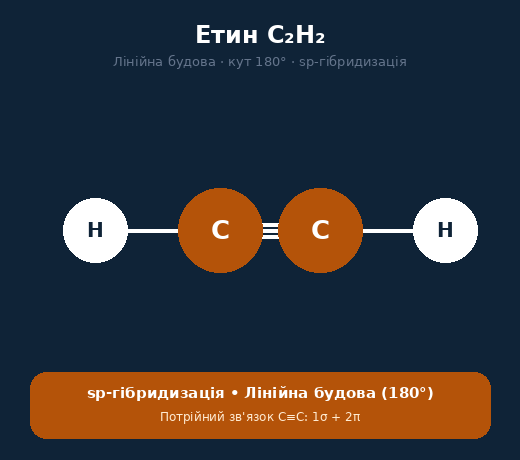 Етин C₂H₂
Лінійна будова · кут 180° · sp-гібридизація
H C C H
sp-гібридизація • Лінійна будова (180°)
Потрійний зв'язок C≡C: 1σ + 2π